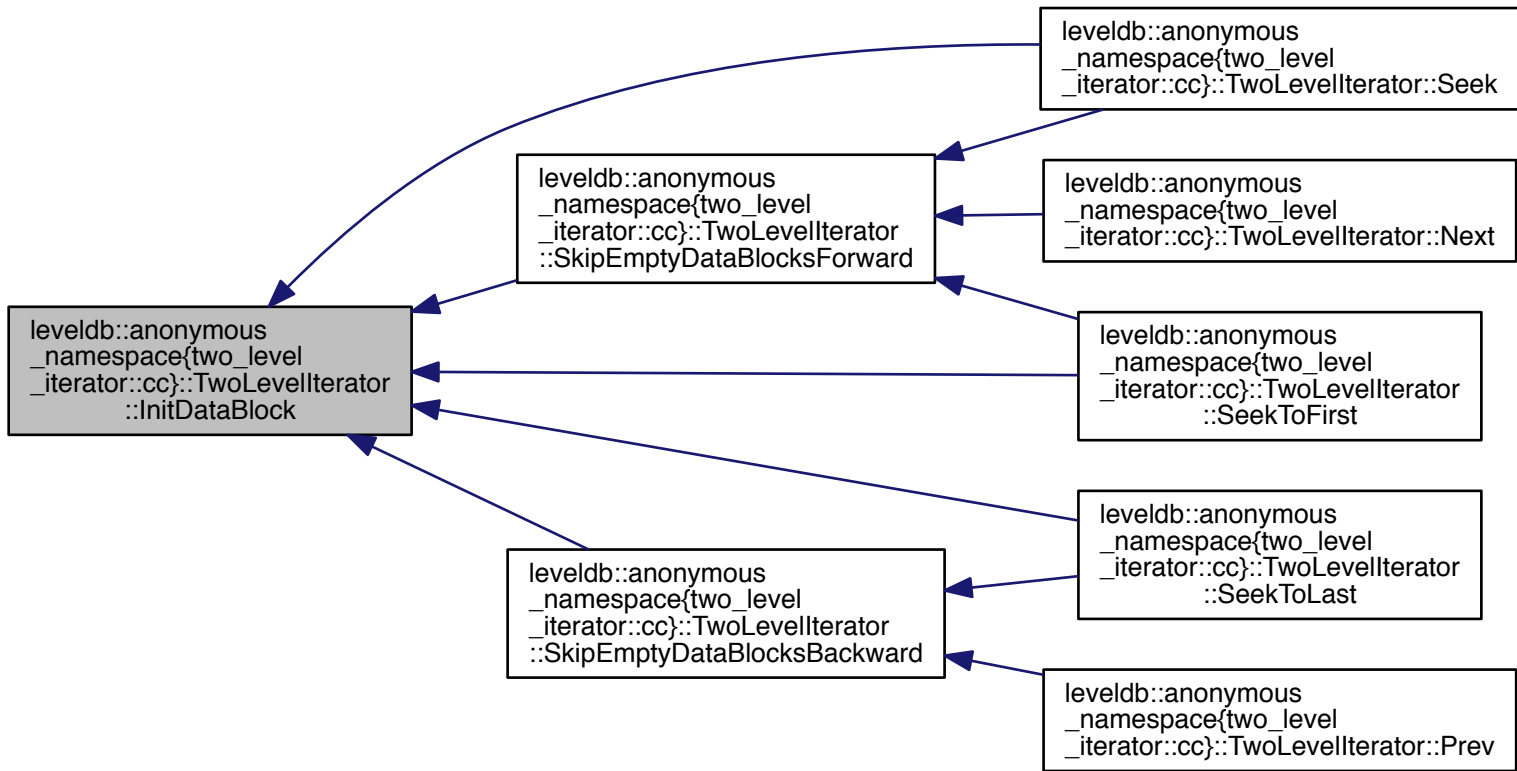 leveldb::anonymous
_namespace{two_level
_iterator::cc}::TwoLevelIterator::Seek
leveldb::anonymous
_namespace{two_level
_iterator::cc}::TwoLevelIterator
::SkipEmptyDataBlocksForward
leveldb::anonymous
_namespace{two_level
_iterator::cc}::TwoLevelIterator::Next
leveldb::anonymous
_namespace{two_level
_iterator::cc}::TwoLevelIterator
::InitDataBlock
leveldb::anonymous
_namespace{two_level
_iterator::cc}::TwoLevelIterator
::SeekToFirst
leveldb::anonymous
_namespace{two_level
_iterator::cc}::TwoLevelIterator
::SeekToLast
leveldb::anonymous
_namespace{two_level
_iterator::cc}::TwoLevelIterator
::SkipEmptyDataBlocksBackward
leveldb::anonymous
_namespace{two_level
_iterator::cc}::TwoLevelIterator::Prev